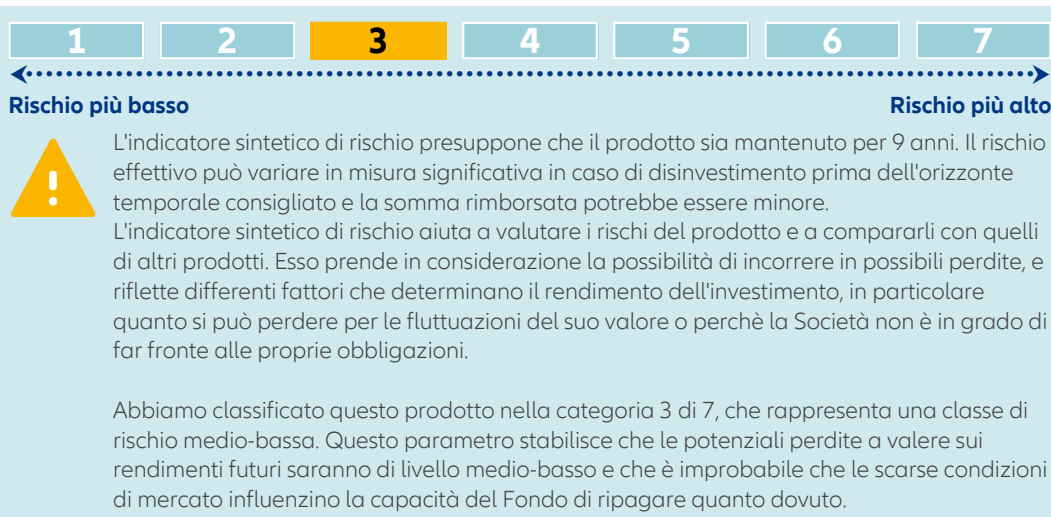 1 2 3 4 5 6 7
Rischio più basso Rischio più alto
L'indicatore sintetico di rischio presuppone che il prodotto sia mantenuto per 9 anni. Il rischio
effettivo può variare in misura significativa in caso di disinvestimento prima dell'orizzonte
temporale consigliato e la somma rimborsata potrebbe essere minore.
L'indicatore sintetico di rischio aiuta a valutare i rischi del prodotto e a compararli con quelli
di altri prodotti. Esso prende in considerazione la possibilità di incorrere in possibili perdite, e
riflette differenti fattori che determinano il rendimento dell'investimento, in particolare
quanto si può perdere per le fluttuazioni del suo valore o perchè la Società non è in grado di
far fronte alle proprie obbligazioni.
Abbiamo classificato questo prodotto nella categoria 3 di 7, che rappresenta una classe di
rischio medio-bassa. Questo parametro stabilisce che le potenziali perdite a valere sui
rendimenti futuri saranno di livello medio-basso e che è improbabile che le scarse condizioni
di mercato influenzino la capacità del Fondo di ripagare quanto dovuto.